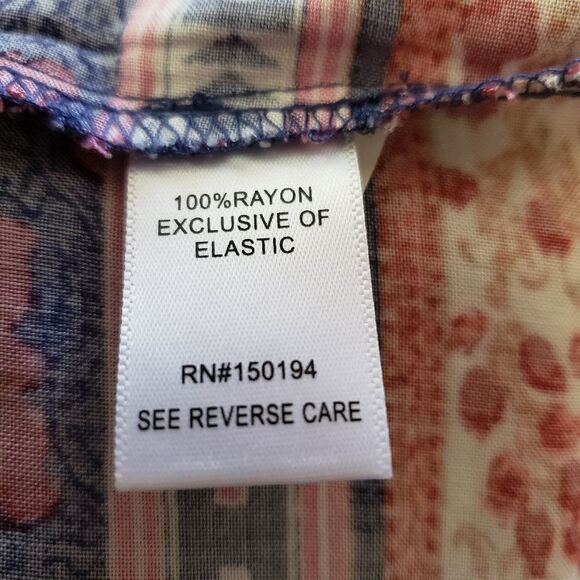 100%RAYON
EXCLUSIVE OF
ELASTIC
RN#150194
SEE REVERSE CARE